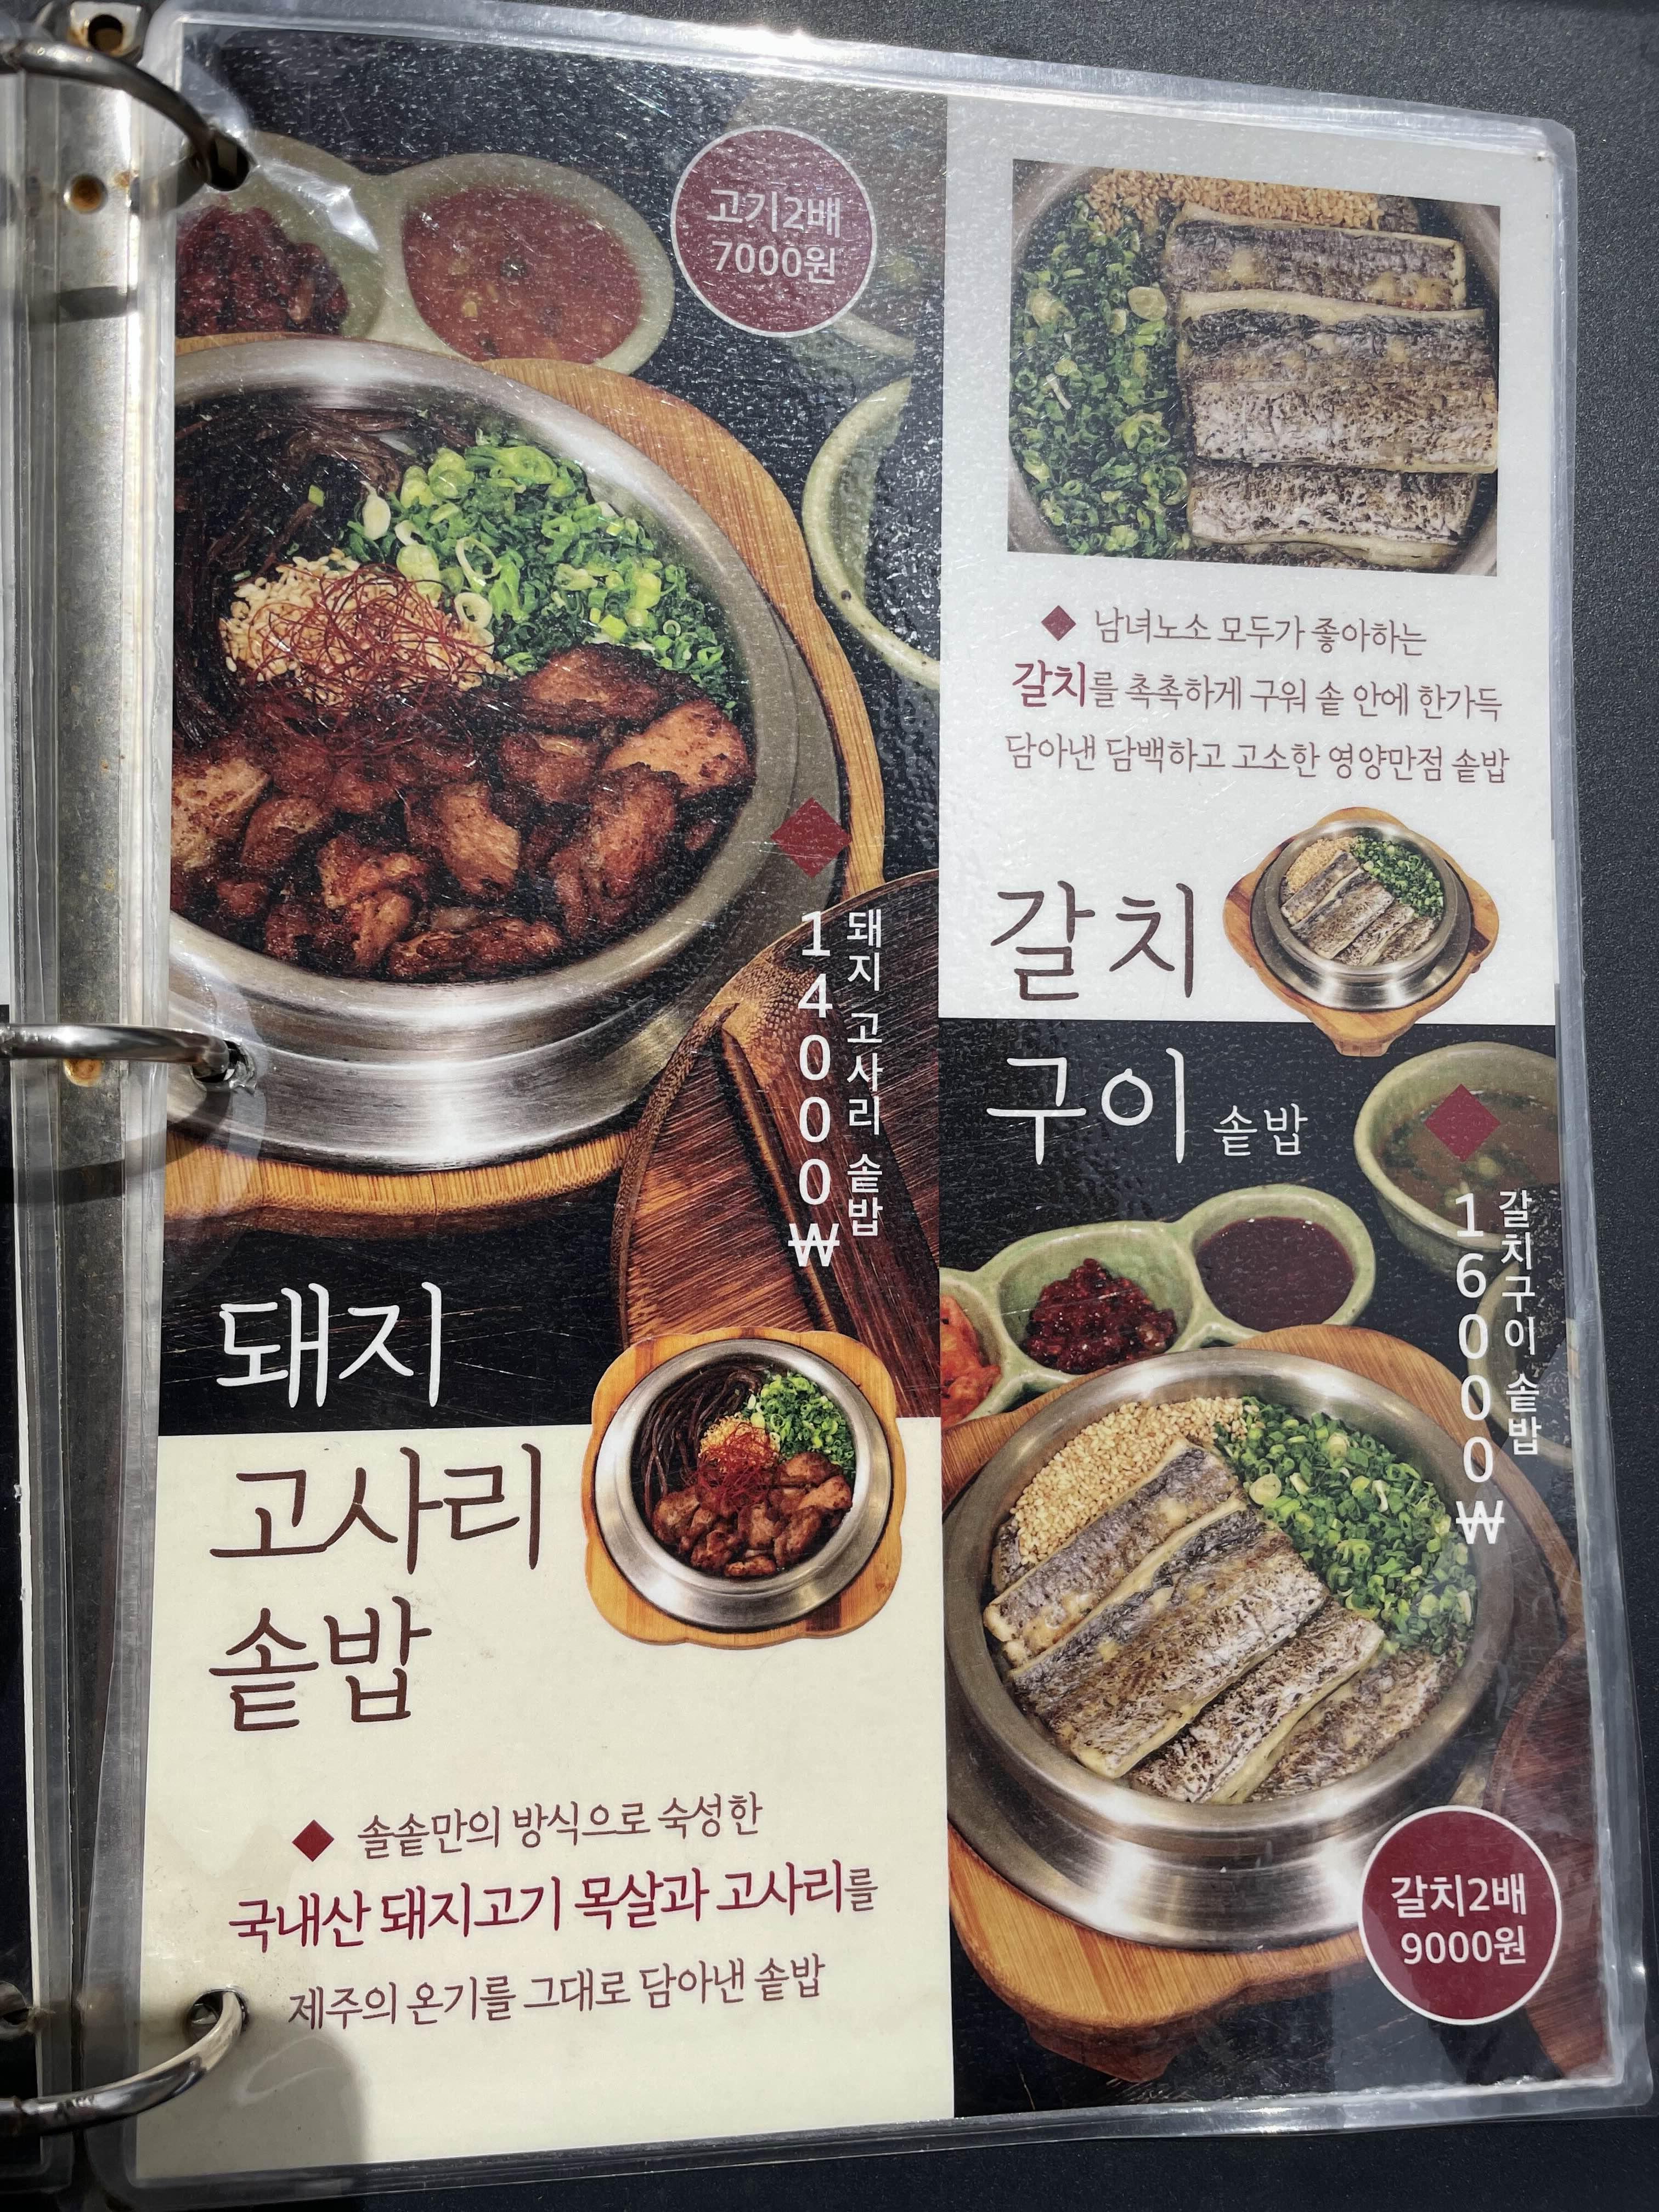 고기2배
7000원
돼지 고사리 솥밥
14000₩
돼지
고사리
솥밥
솔솥만의 방식으로 숙성한
국내산 돼지고기 목살과 고사리를
제주의 온기를 그대로 담아낸 솥밥
남녀노소 모두가 좋아하는
갈치를 촉촉하게 구워 솥 안에 한가득
담아낸 담백하고 고소한 영양만점 솥밥
갈치
구이 솥밥
갈치구이 솥밥
16000₩
갈치2배
9000원